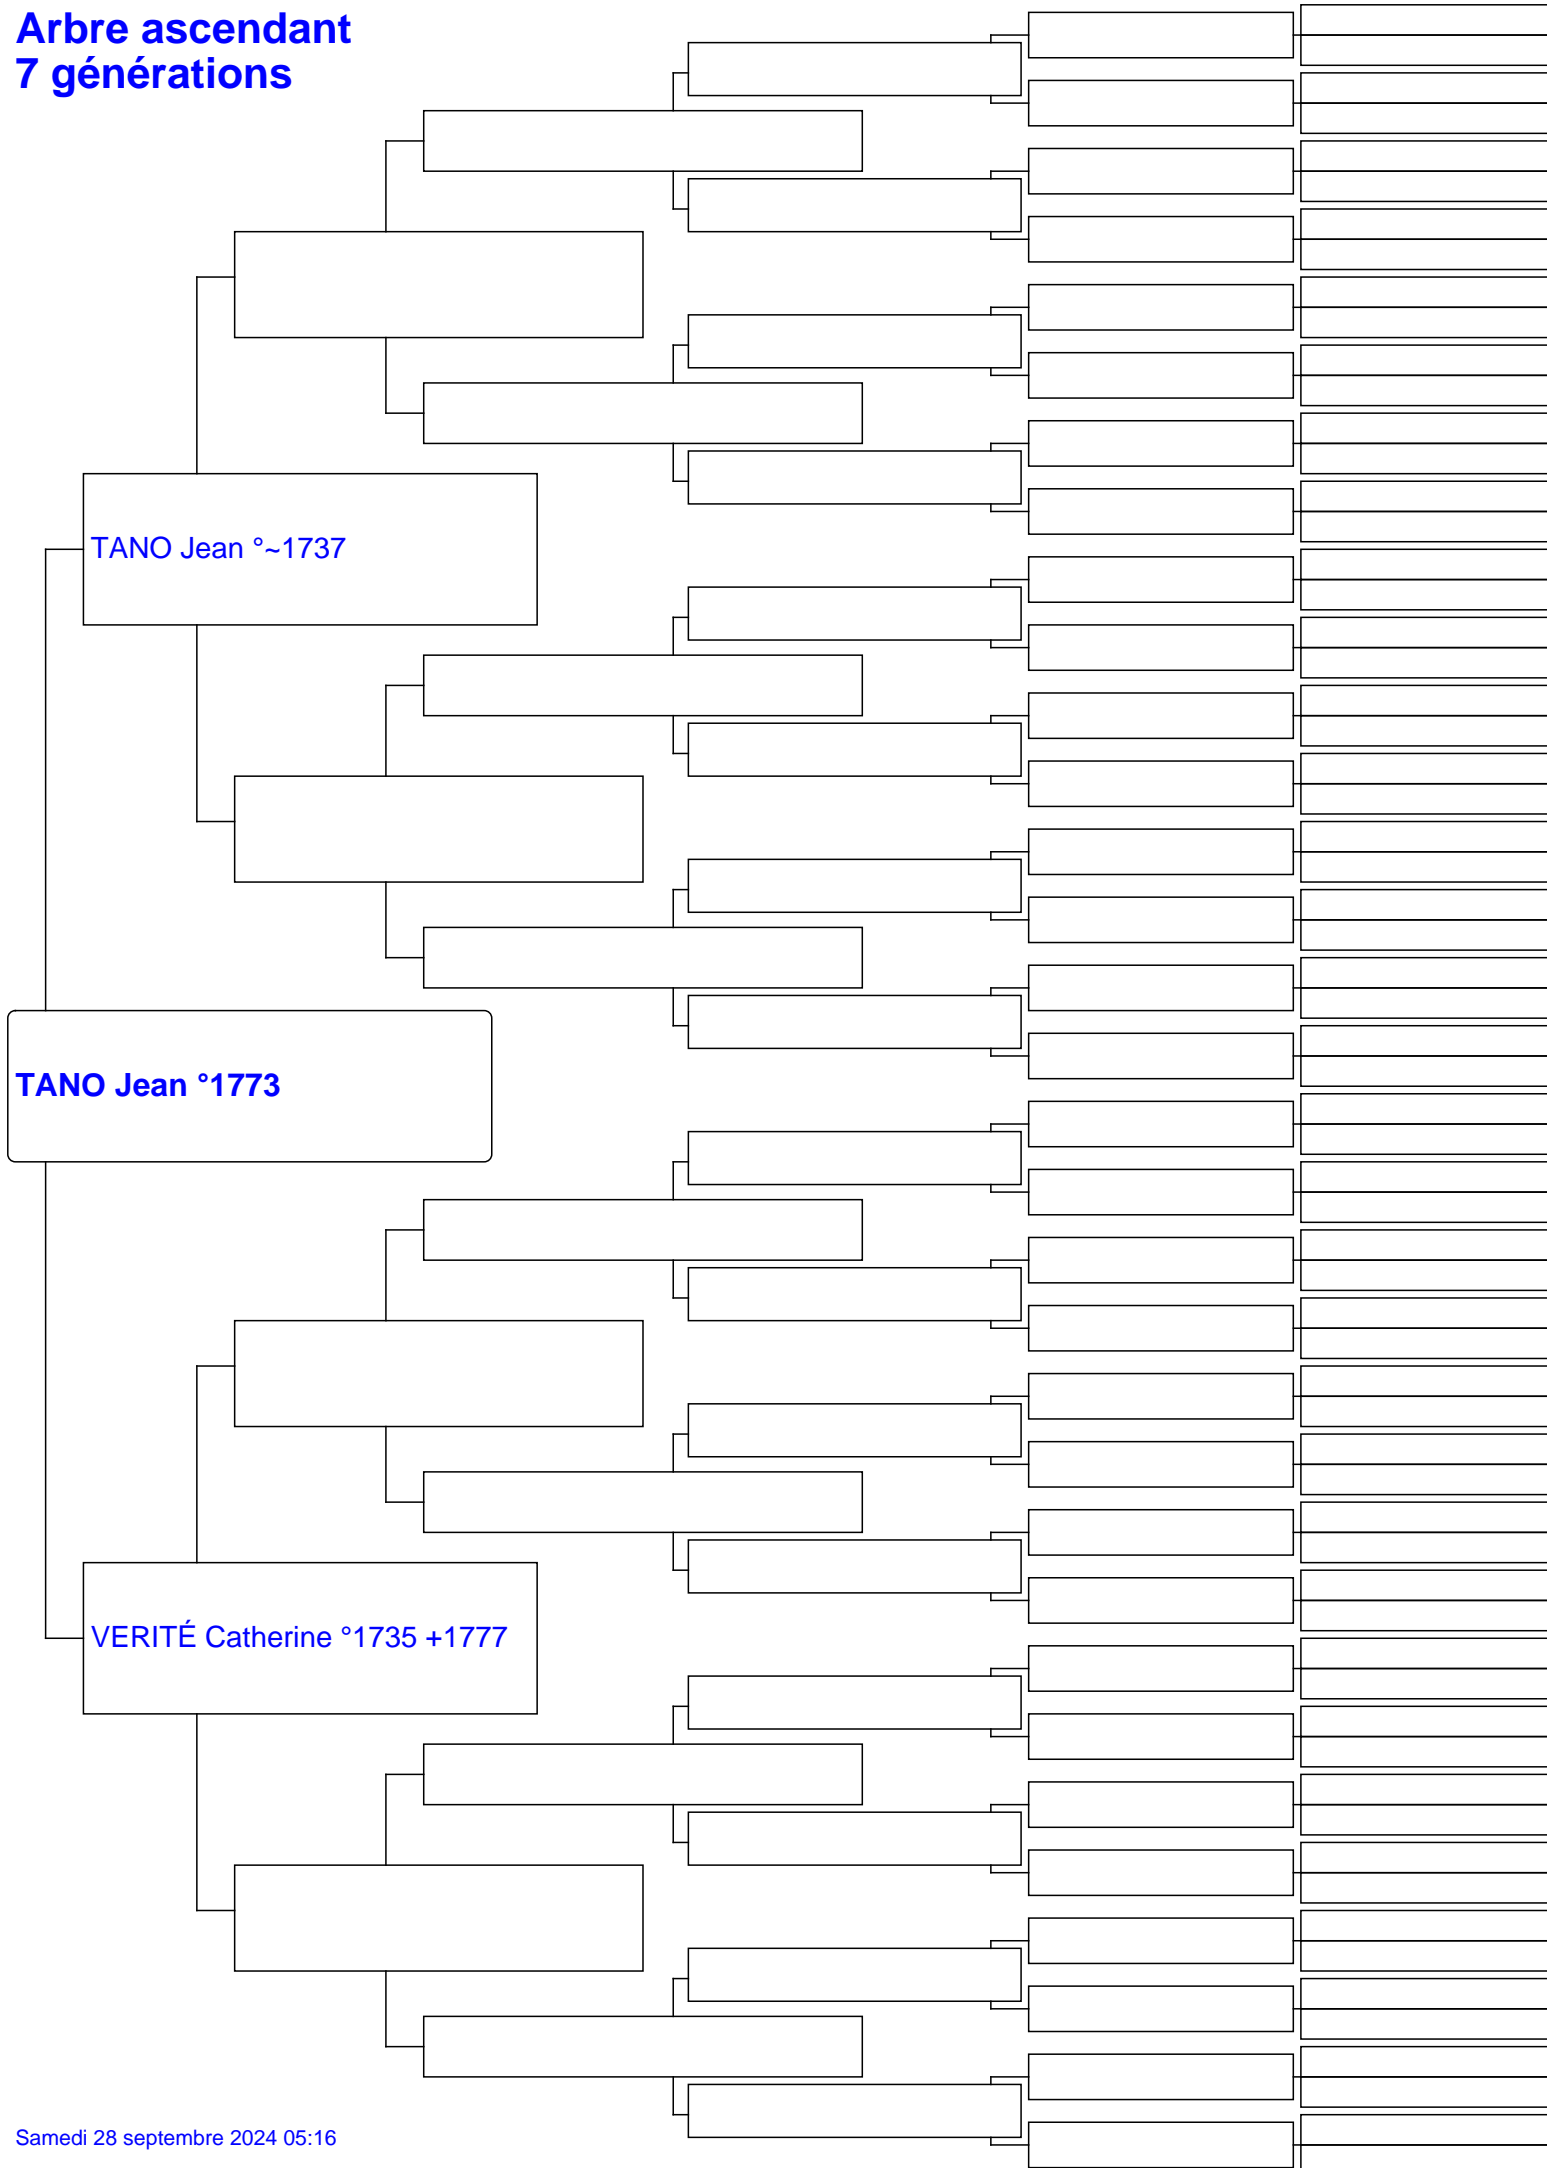 Arbre ascendant
7 générations
TANO Jean °~1737
TANO Jean °1773
VERITÉ Catherine °1735 +1777
Samedi 28 septembre 2024 05:16